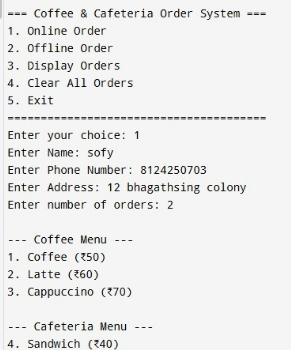 === Coffee & Cafeteria Order System ===
1. Online Order
2. Offline Order
3. Display Orders
4. Clear All Orders
5. Exit
=======================================
Enter your choice: 1
Enter Name: sofy
Enter Phone Number: 8124250703
Enter Address: 12 bhagathsing colony
Enter number of orders: 2
--- Coffee Menu ---
1. Coffee (₹50)
2. Latte (₹60)
3. Cappuccino (₹70)
--- Cafeteria Menu ---
4. Sandwich (₹40)